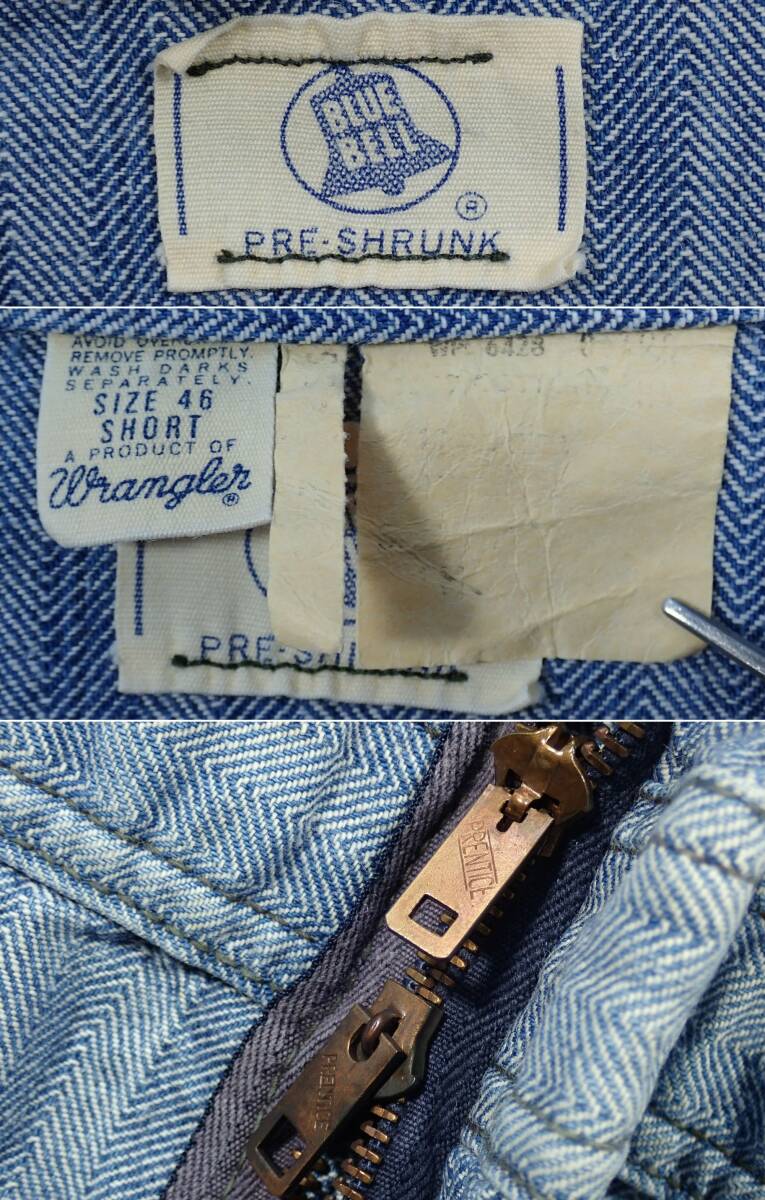 BLUE
BELL
®
PRE-SHRUNK
REMOVE PROMPTLY.
WASH DARKS
SEPARATELY.
SIZE 46
SHORT
A PRODUCT OF
Wrangler®
6428
PRE-SH
PRENTICE
PRENTICE